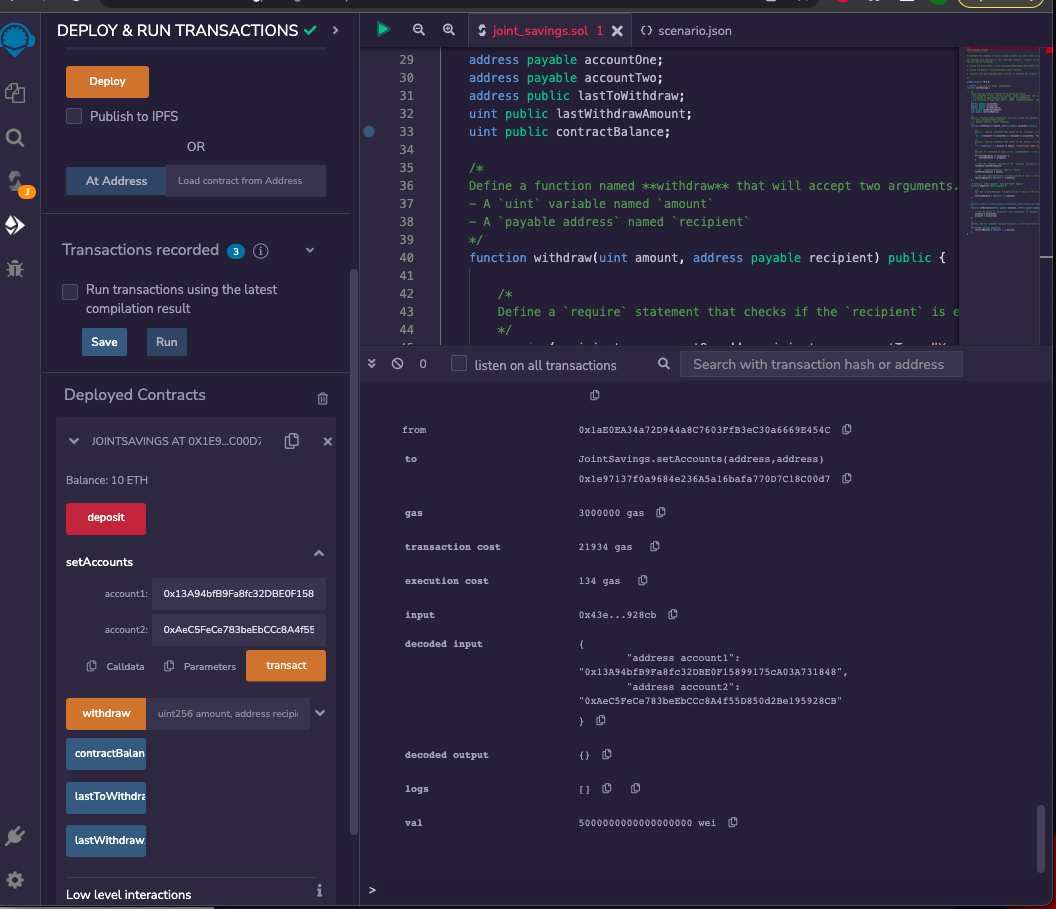 DEPLOY & RUN TRANSACTIONS
Deploy
Publish to IPFS
OR
At Address
Load contract from Address
1
Transactions recorded 3 i
Run transactions using the latest
compilation result
Save
Run
Deployed Contracts
JOINTSAVINGS AT 0X1E9...C00D7
Balance: 10 ETH
deposit
setAccounts
account1:
0x13A94bfB9Fa8fc32DBE0F158
account2:
0xAeC5FeCe783beEbCCc8A4f55
Calldata
Parameters
transact
withdraw
uint256 amount, address recipi
contractBalan
lastToWithdra
lastWithdraw
Low level interactions
i
joint_savings.sol 1
{} scenario.json
29 address payable accountOne;
30 address payable accountTwo;
31 address public lastToWithdraw;
32 uint public lastWithdrawAmount;
33 uint public contractBalance;
34
35 /*
36 Define a function named **withdraw** that will accept two arguments.
37 - A `uint` variable named `amount`
38 - A `payable address` named `recipient`
39 */
40 function withdraw(uint amount, address payable recipient) public {
41
42 /*
43 Define a `require` statement that checks if the `recipient` is e
44 */
0
listen on all transactions
Search with transaction hash or address
from 0x1aE0EA34a72D944a8C7603FfB3eC30a6669E454C
to JointSavings.setAccounts(address,address)
0x1e97137f0a9684e236A5a16bafa770D7C18C00d7
gas 3000000 gas
transaction cost 21934 gas
execution cost 134 gas
input 0x43e...928cb
decoded input {
"address account1":
"0x13A94bfB9Fa8fc32DBE0F15899175cA03A731848",
"address account2":
"0xAeC5FeCe783beEbCCc8A4f55D850d2Be195928CB"
}
decoded output {}
logs []
val 5000000000000000000 wei
>